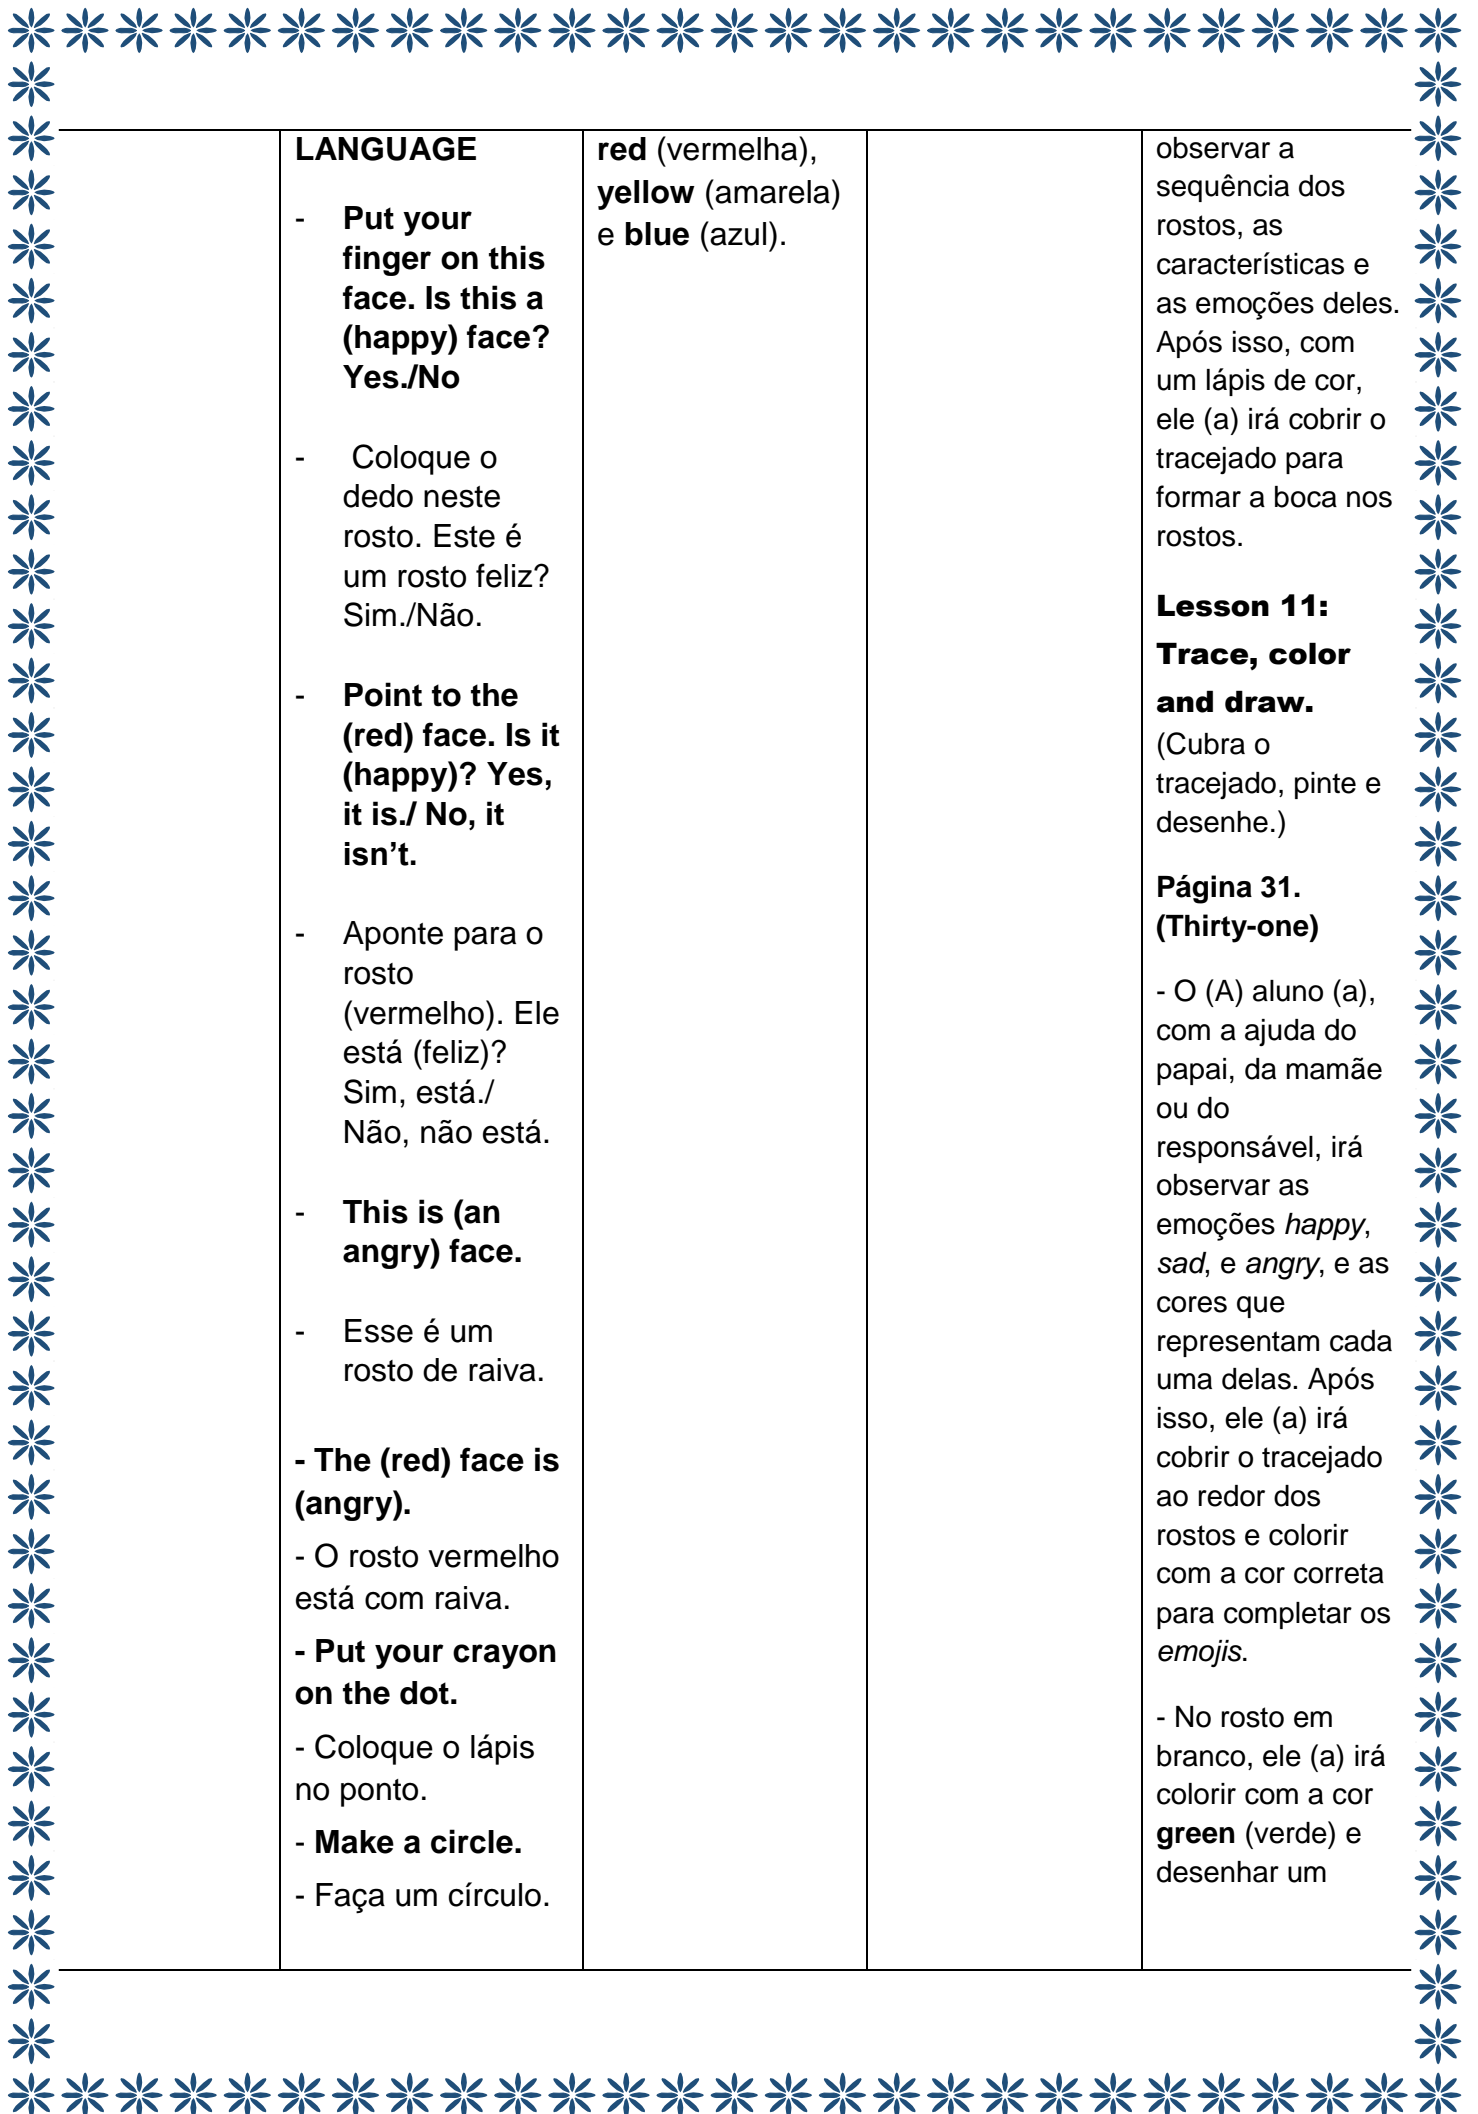 LANGUAGE
- Put your
finger on this
face. Is this a
(happy) face?
Yes./No
- Coloque o
dedo neste
rosto. Este é
um rosto feliz?
Sim./Não.
- Point to the
(red) face. Is it
(happy)? Yes,
it is./ No, it
isn’t.
- Aponte para o
rosto
(vermelho). Ele
está (feliz)?
Sim, está./
Não, não está.
- This is (an
angry) face.
- Esse é um
rosto de raiva.
- The (red) face is
(angry).
- O rosto vermelho
está com raiva.
- Put your crayon
on the dot.
- Coloque o lápis
no ponto.
- Make a circle.
- Faça um círculo.
red (vermelha),
yellow (amarela)
e blue (azul).
observar a
sequência dos
rostos, as
características e
as emoções deles.
Após isso, com
um lápis de cor,
ele (a) irá cobrir o
tracejado para
formar a boca nos
rostos.
Lesson 11:
Trace, color
and draw.
(Cubra o
tracejado, pinte e
desenhe.)
Página 31.
(Thirty-one)
- O (A) aluno (a),
com a ajuda do
papai, da mamãe
ou do
responsável, irá
observar as
emoções happy,
sad, e angry, e as
cores que
representam cada
uma delas. Após
isso, ele (a) irá
cobrir o tracejado
ao redor dos
rostos e colorir
com a cor correta
para completar os
emojis.
- No rosto em
branco, ele (a) irá
colorir com a cor
green (verde) e
desenhar um